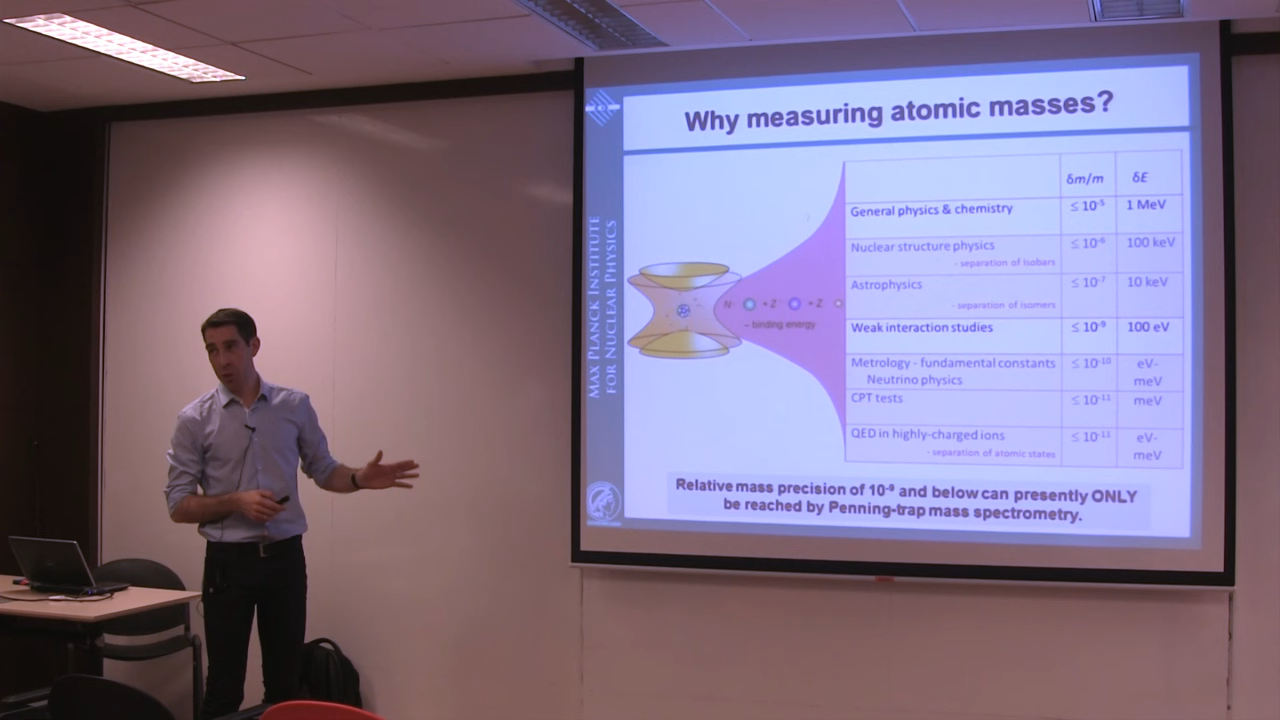 Why measuring atomic masses?
MAX PLANCK INSTITUTE
FOR NUCLEAR PHYSICS
δm/m δE
General physics & chemistry ≤ 10⁻⁵ 1 MeV
Nuclear structure physics ≤ 10⁻⁶ 100 keV
- separation of isobars
Astrophysics ≤ 10⁻⁷ 10 keV
- separation of isomers
Weak interaction studies ≤ 10⁻⁹ 100 eV
Metrology - fundamental constants ≤ 10⁻¹⁰ eV-
Neutrino physics meV
CPT tests ≤ 10⁻¹¹ meV
QED in highly-charged ions ≤ 10⁻¹¹ eV-
- separation of atomic states meV
N· + Z· + Z·
– binding energy
Relative mass precision of 10⁻⁹ and below can presently ONLY
be reached by Penning-trap mass spectrometry.